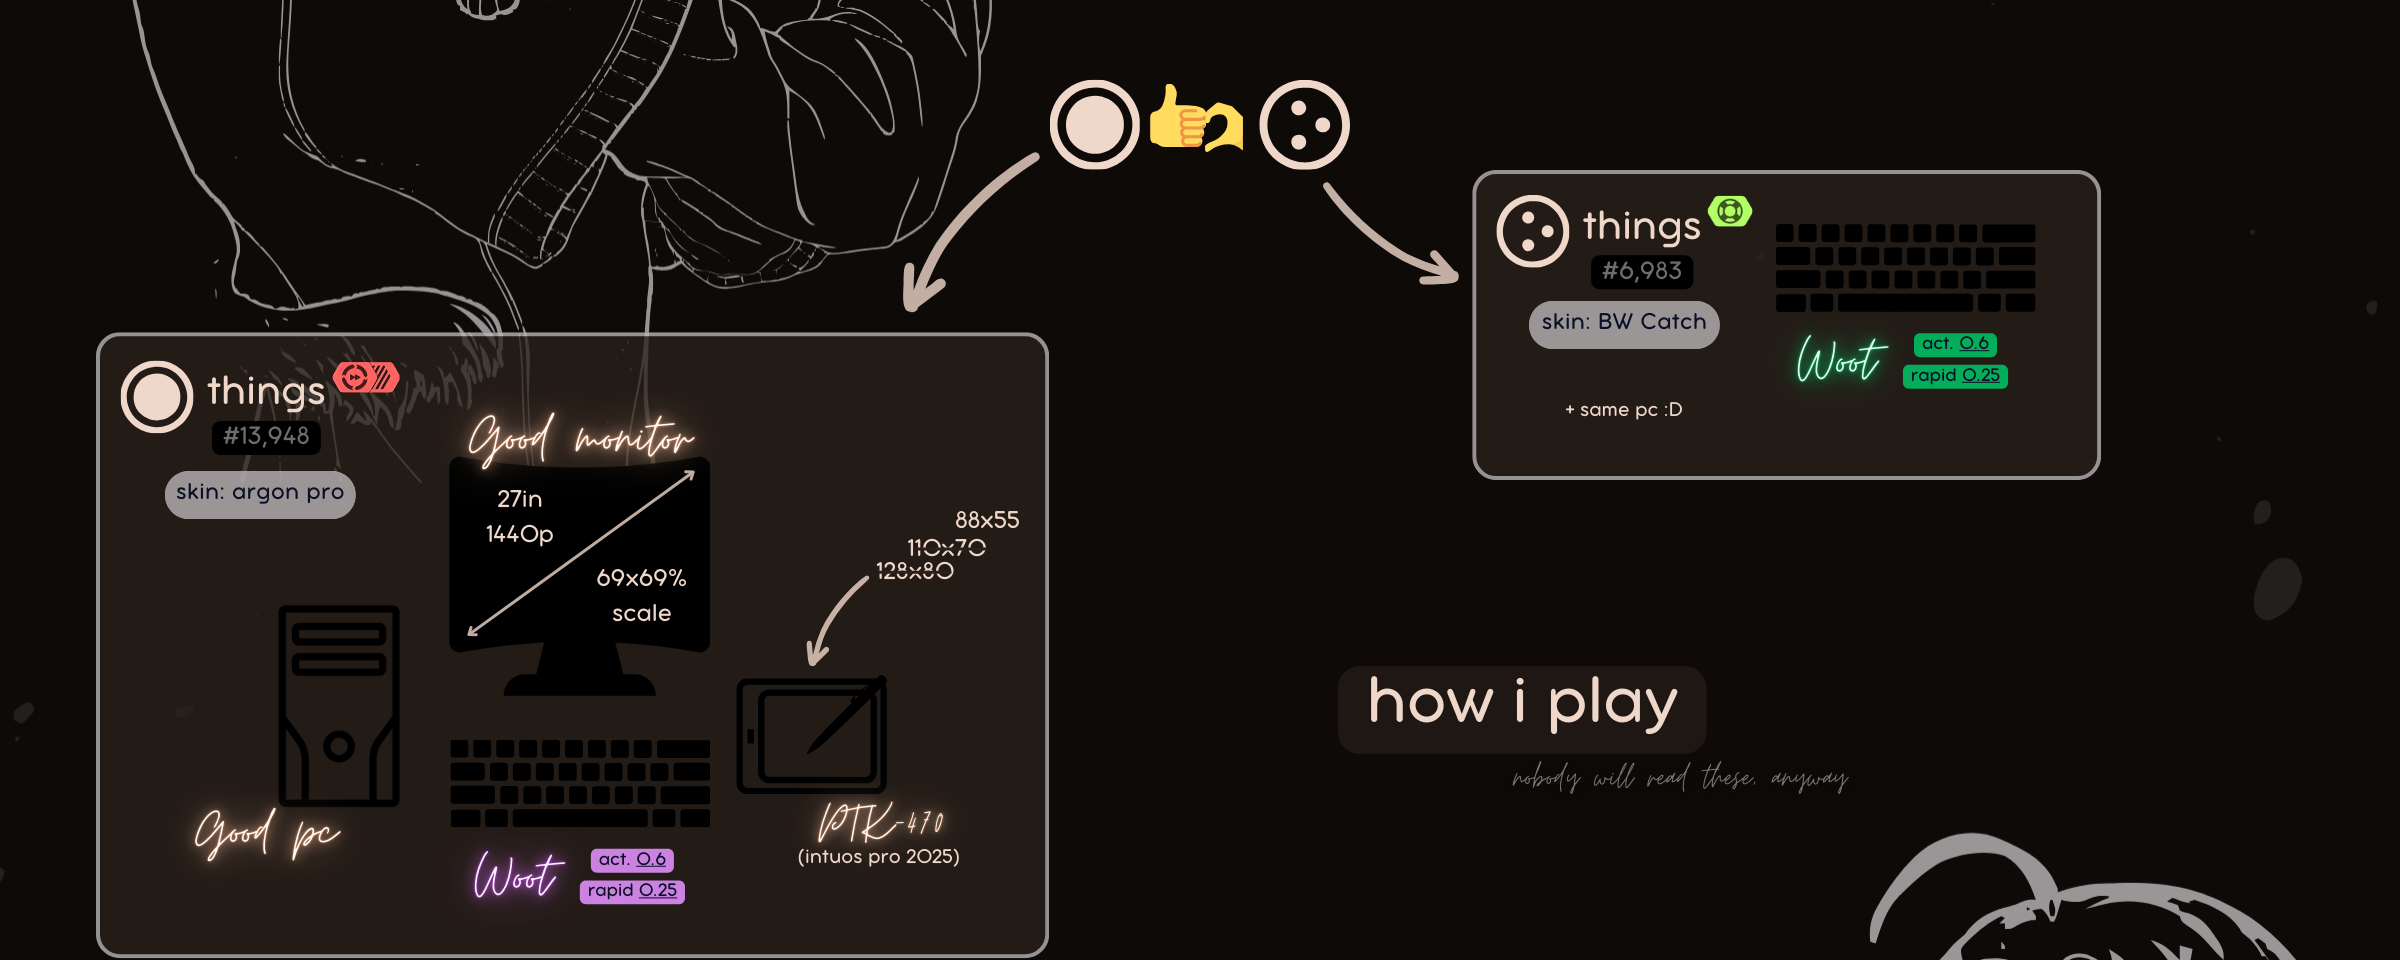 things
#13,948
skin: argon pro
Good monitor
27in
1440p
69x69%
scale
88x55
110x70
128x80
Good pc
Woot
act. 0.6
rapid 0.25
PTK-470
(intuos pro 2025)
things
#6,983
skin: BW Catch
Woot
act. 0.6
rapid 0.25
+ same pc :D
how i play
nobody will read these, anyway